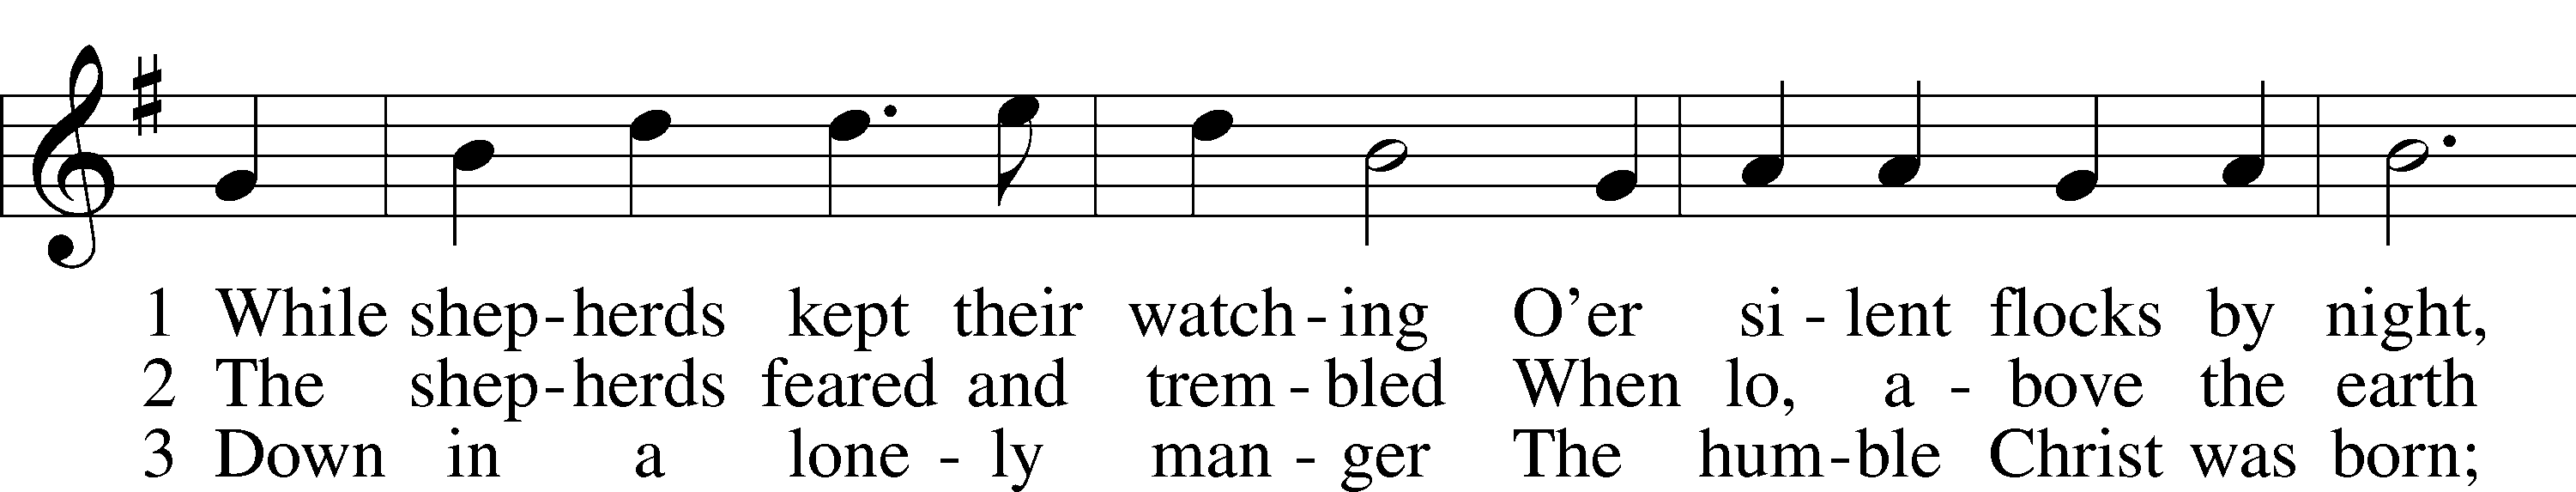 1 While shep-herds kept their watch-ing O’er si-lent flocks by night,
2 The shep-herds feared and trem-bled When lo, a-bove the earth
3 Down in a lone-ly man-ger The hum-ble Christ was born;